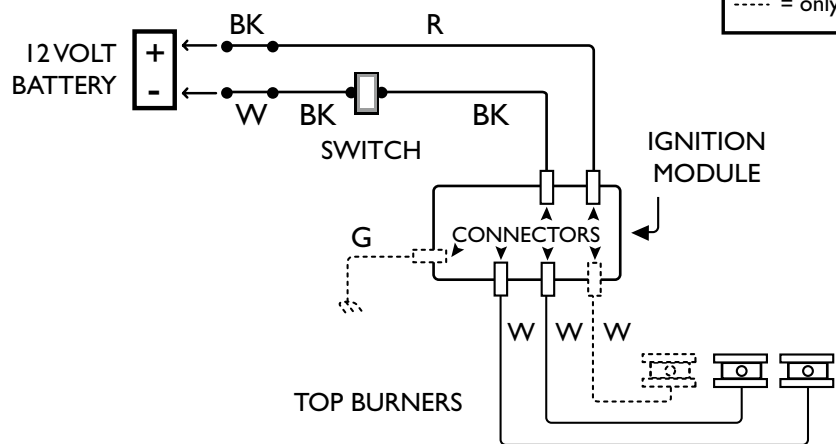 = only
BK
R
12 VOLT
BATTERY
+
-
W
BK
BK
SWITCH
IGNITION
MODULE
CONNECTORS
G
W
W
W
TOP BURNERS